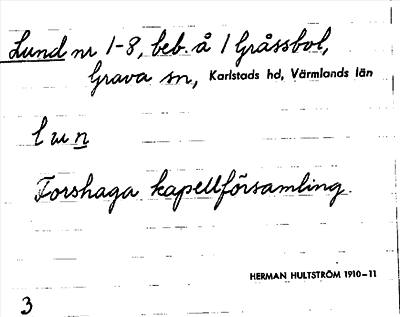 Lund nr 1-8, beb. å 1 Gråssbol,
Grava sn, Karlstads hd, Värmlands län
Forshaga kapellförsamling.
HERMAN HULTSTRÖM 1910-11
3